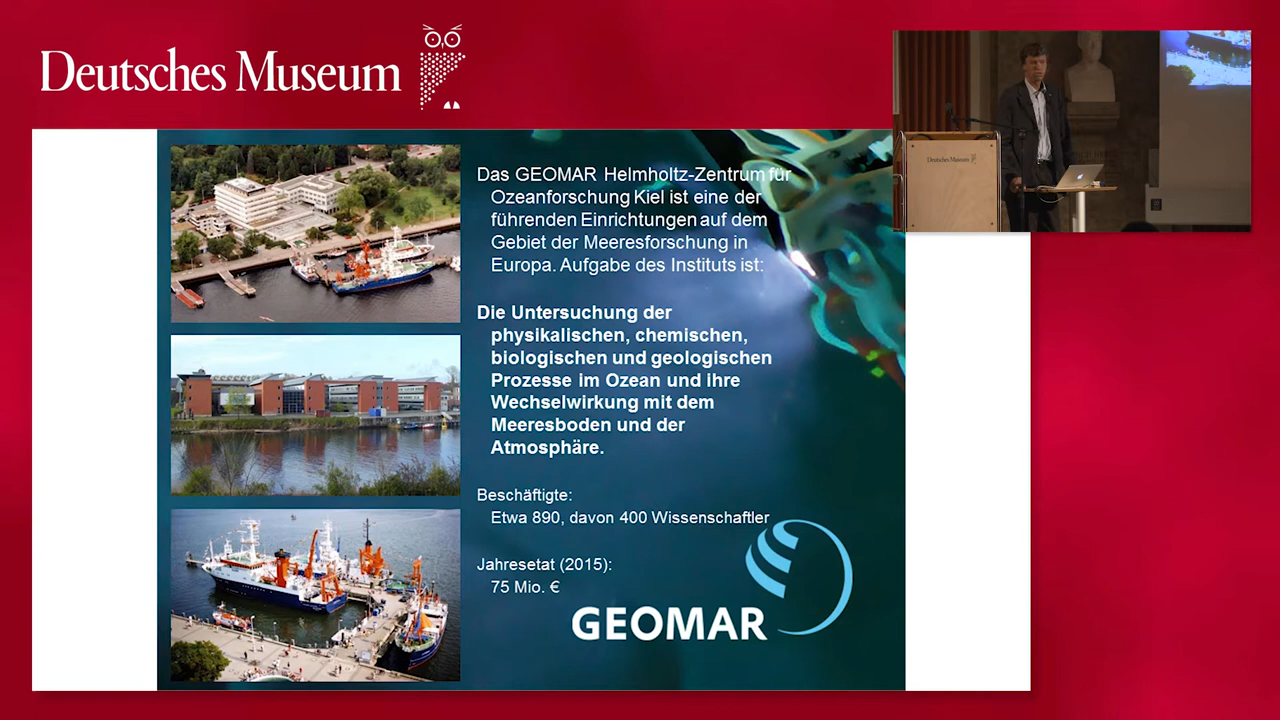 Deutsches Museum
Deutsches Museum
Das GEOMAR Helmholtz-Zentrum für
Ozeanforschung Kiel ist eine der
führenden Einrichtungen auf dem
Gebiet der Meeresforschung in
Europa. Aufgabe des Instituts ist:
Die Untersuchung der
physikalischen, chemischen,
biologischen und geologischen
Prozesse im Ozean und ihre
Wechselwirkung mit dem
Meeresboden und der
Atmosphäre.
Beschäftigte:
Etwa 890, davon 400 Wissenschaftler
Jahresetat (2015):
75 Mio. €
GEOMAR